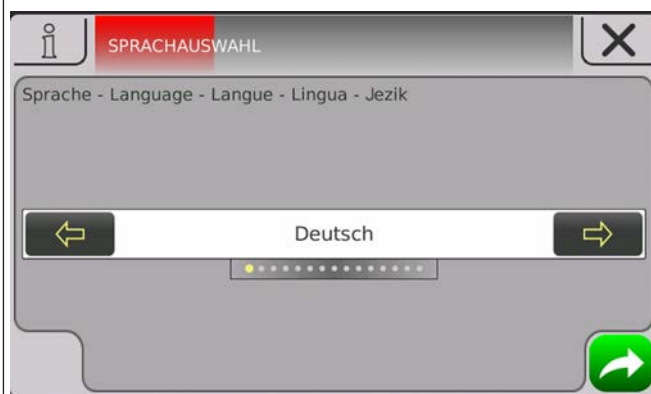 SPRACHAUSWAHL
Sprache - Language - Langue - Lingua - Jezik
Deutsch